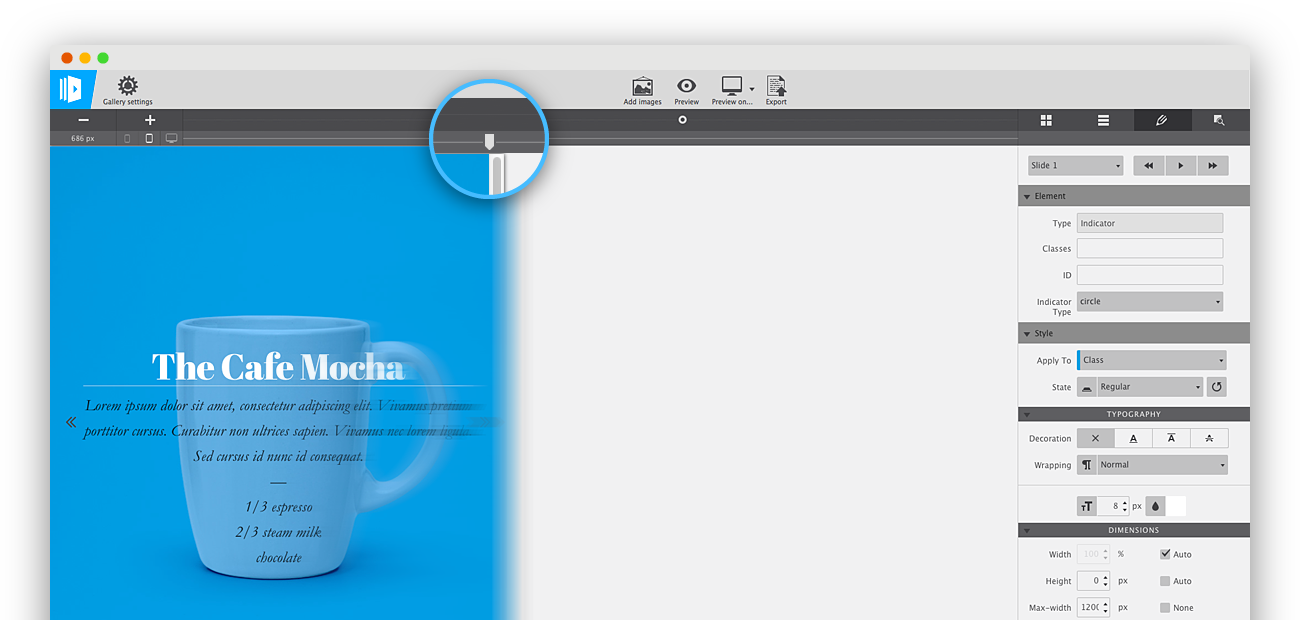 Gallery settings
Add images
Preview
Preview on...
Export
686 px
Slide 1
Element
Type
Indicator
Classes
ID
Indicator Type
circle
Style
Apply To
Class
State
Regular
TYPOGRAPHY
Decoration
A
A
A
Wrapping
Normal
TT
8
px
DIMENSIONS
Width
100
%
Auto
Height
0
px
Auto
Max-width
1200
px
None
The Cafe Mocha
Lorem ipsum dolor sit amet, consectetur adipiscing elit. Vivamus pretium
porttitor cursus. Curabitur non ultrices sapien. Vivamus nec lorem ligula.
Sed cursus id nunc id consequat.
—
1/3 espresso
2/3 steam milk
chocolate